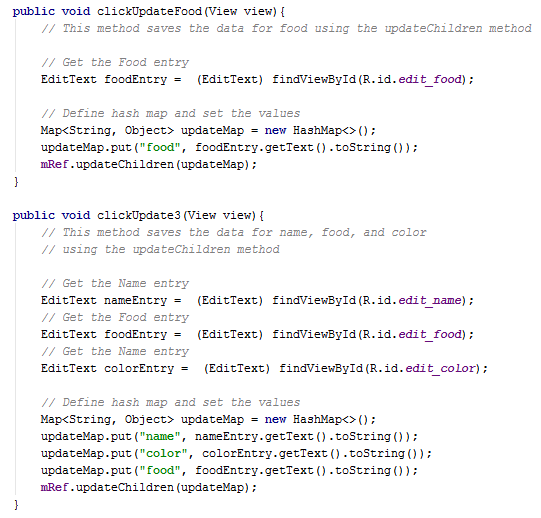 public void clickUpdateFood(View view){
// This method saves the data for food using the updateChildren method
// Get the Food entry
EditText foodEntry =  (EditText) findViewById(R.id.edit_food);
// Define hash map and set the values
Map<String, Object> updateMap = new HashMap<>();
updateMap.put("food", foodEntry.getText().toString());
mRef.updateChildren(updateMap);
}
public void clickUpdate3(View view){
// This method saves the data for name, food, and color
// using the updateChildren method
// Get the Name entry
EditText nameEntry =  (EditText) findViewById(R.id.edit_name);
// Get the Food entry
EditText foodEntry =  (EditText) findViewById(R.id.edit_food);
// Get the Name entry
EditText colorEntry =  (EditText) findViewById(R.id.edit_color);
// Define hash map and set the values
Map<String, Object> updateMap = new HashMap<>();
updateMap.put("name", nameEntry.getText().toString());
updateMap.put("color", colorEntry.getText().toString());
updateMap.put("food", foodEntry.getText().toString());
mRef.updateChildren(updateMap);
}